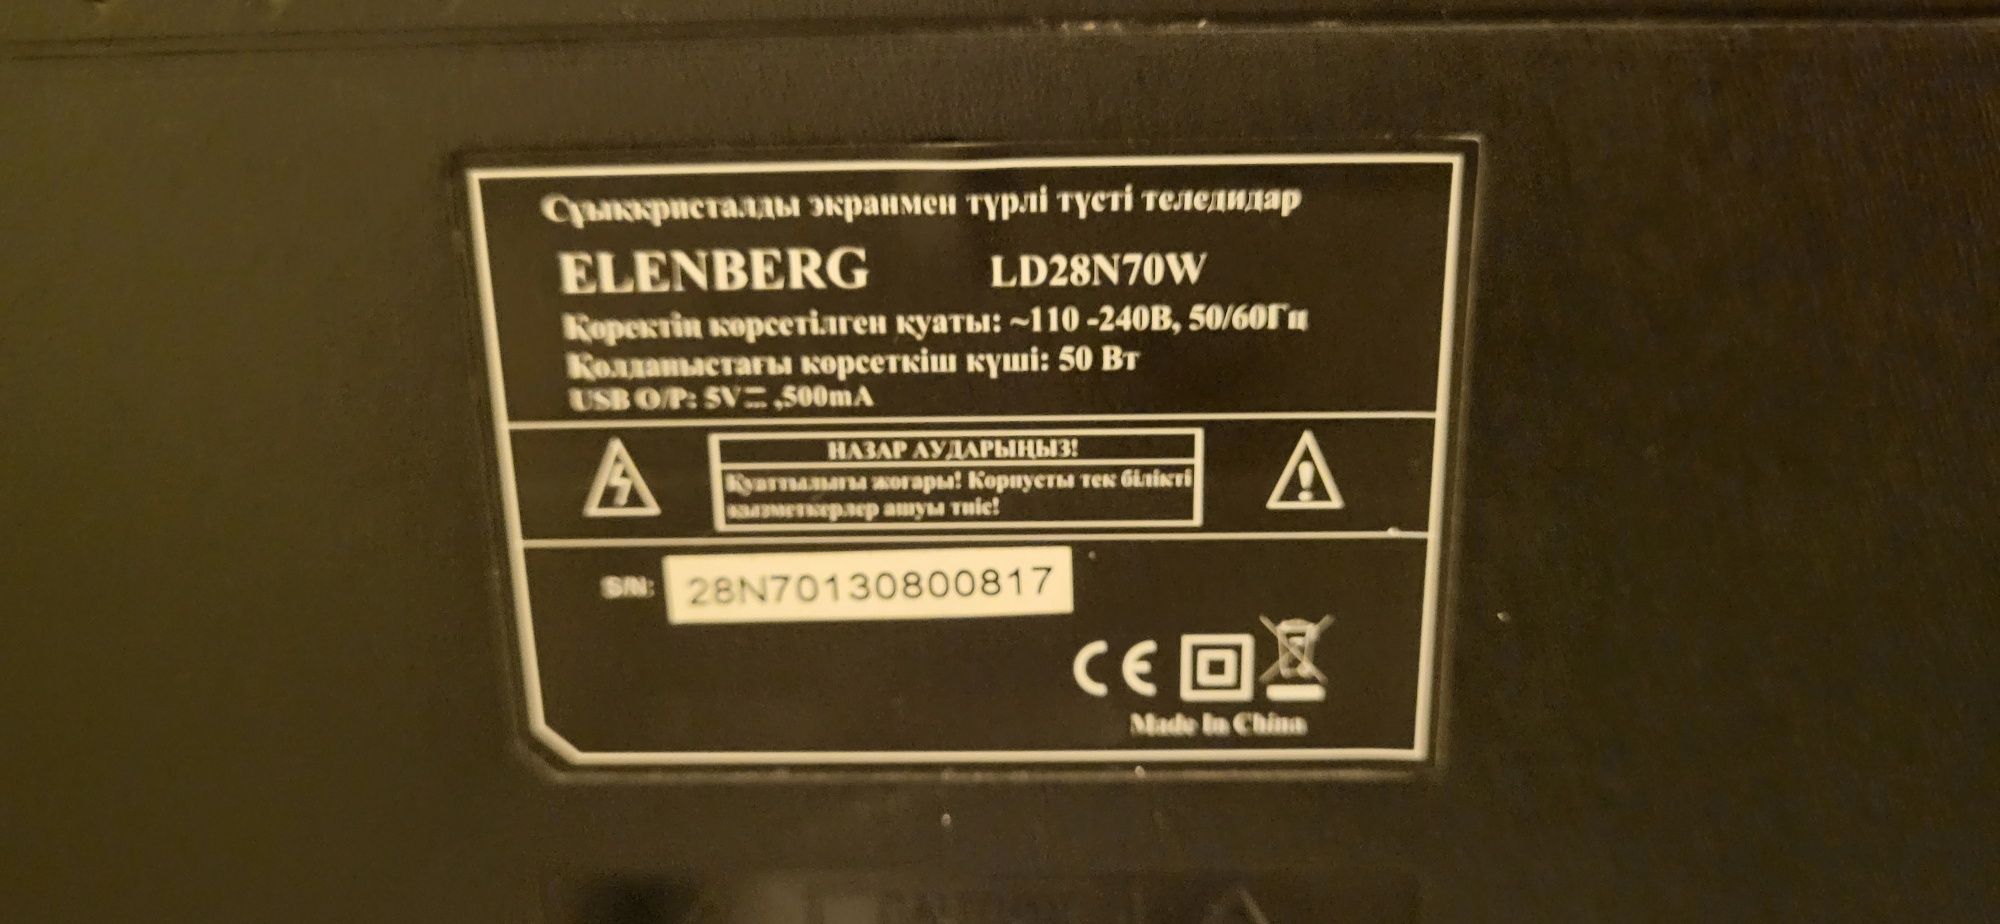 Сұыққристалды экранмен түрлі түсті теледидар
ELENBERG LD28N70W
Қоректің көрсетілген қуаты: ~110 -240В, 50/60Гц
Қолданыстағы көрсеткіш күші: 50 Вт
USB O/P: 5V⎓ ,500mA
НАЗАР АУДАРЫҢЫЗ!
Қуаттылығы жоғары! Корпусты тек білікті
қызметкерлер ашуы тиіс!
S/N: 28N70130800817
CE
Made In China